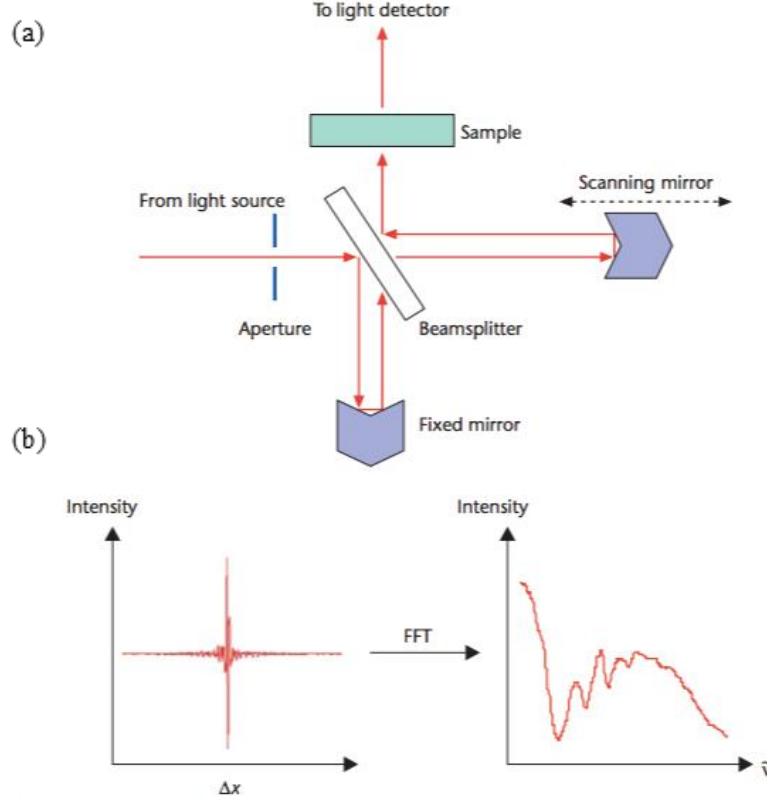 (a)
To light detector
Sample
From light source
Scanning mirror
Aperture
Beamsplitter
Fixed mirror
(b)
Intensity
Intensity
FFT
Δx